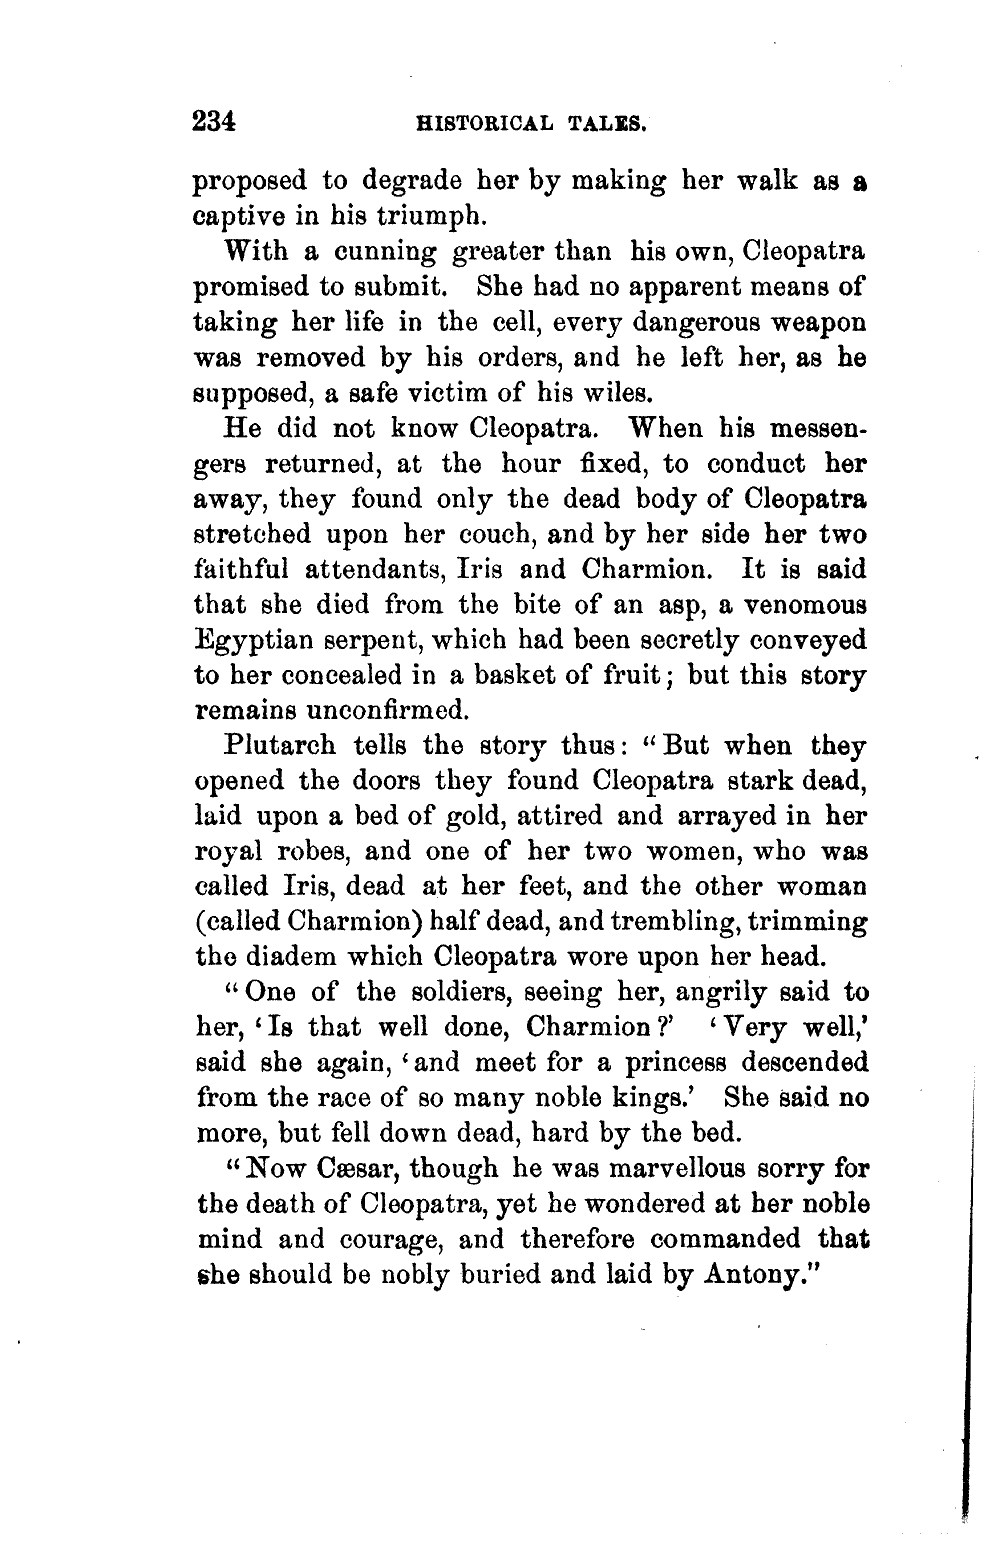 234 HISTORICAL TALES.
proposed to degrade her by making her walk as a
captive in his triumph.
With a cunning greater than his own, Cleopatra
promised to submit. She had no apparent means of
taking her life in the cell, every dangerous weapon
was removed by his orders, and he left her, as he
supposed, a safe victim of his wiles.
He did not know Cleopatra. When his messen-
gers returned, at the hour fixed, to conduct her
away, they found only the dead body of Cleopatra
stretched upon her couch, and by her side her two
faithful attendants, Iris and Charmion. It is said
that she died from the bite of an asp, a venomous
Egyptian serpent, which had been secretly conveyed
to her concealed in a basket of fruit; but this story
remains unconfirmed.
Plutarch tells the story thus: “But when they
opened the doors they found Cleopatra stark dead,
laid upon a bed of gold, attired and arrayed in her
royal robes, and one of her two women, who was
called Iris, dead at her feet, and the other woman
(called Charmion) half dead, and trembling, trimming
the diadem which Cleopatra wore upon her head.
“One of the soldiers, seeing her, angrily said to
her, ‘Is that well done, Charmion?’ ‘Very well,’
said she again, ‘and meet for a princess descended
from the race of so many noble kings.’ She said no
more, but fell down dead, hard by the bed.
“Now Cæsar, though he was marvellous sorry for
the death of Cleopatra, yet he wondered at her noble
mind and courage, and therefore commanded that
she should be nobly buried and laid by Antony.”